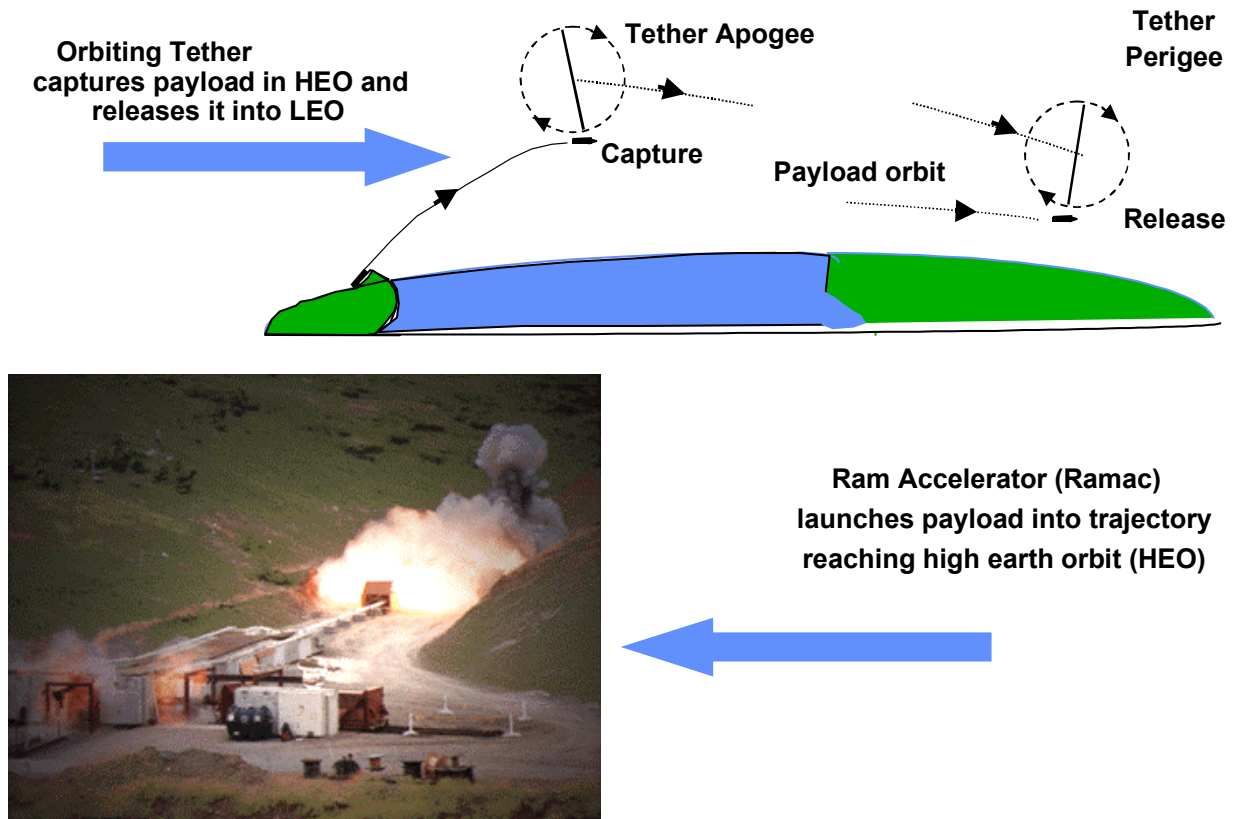 Orbiting Tether
captures payload in HEO and
releases it into LEO
Tether Apogee
Tether
Perigee
Capture
Payload orbit
Release
Ram Accelerator (Ramac)
launches payload into trajectory
reaching high earth orbit (HEO)